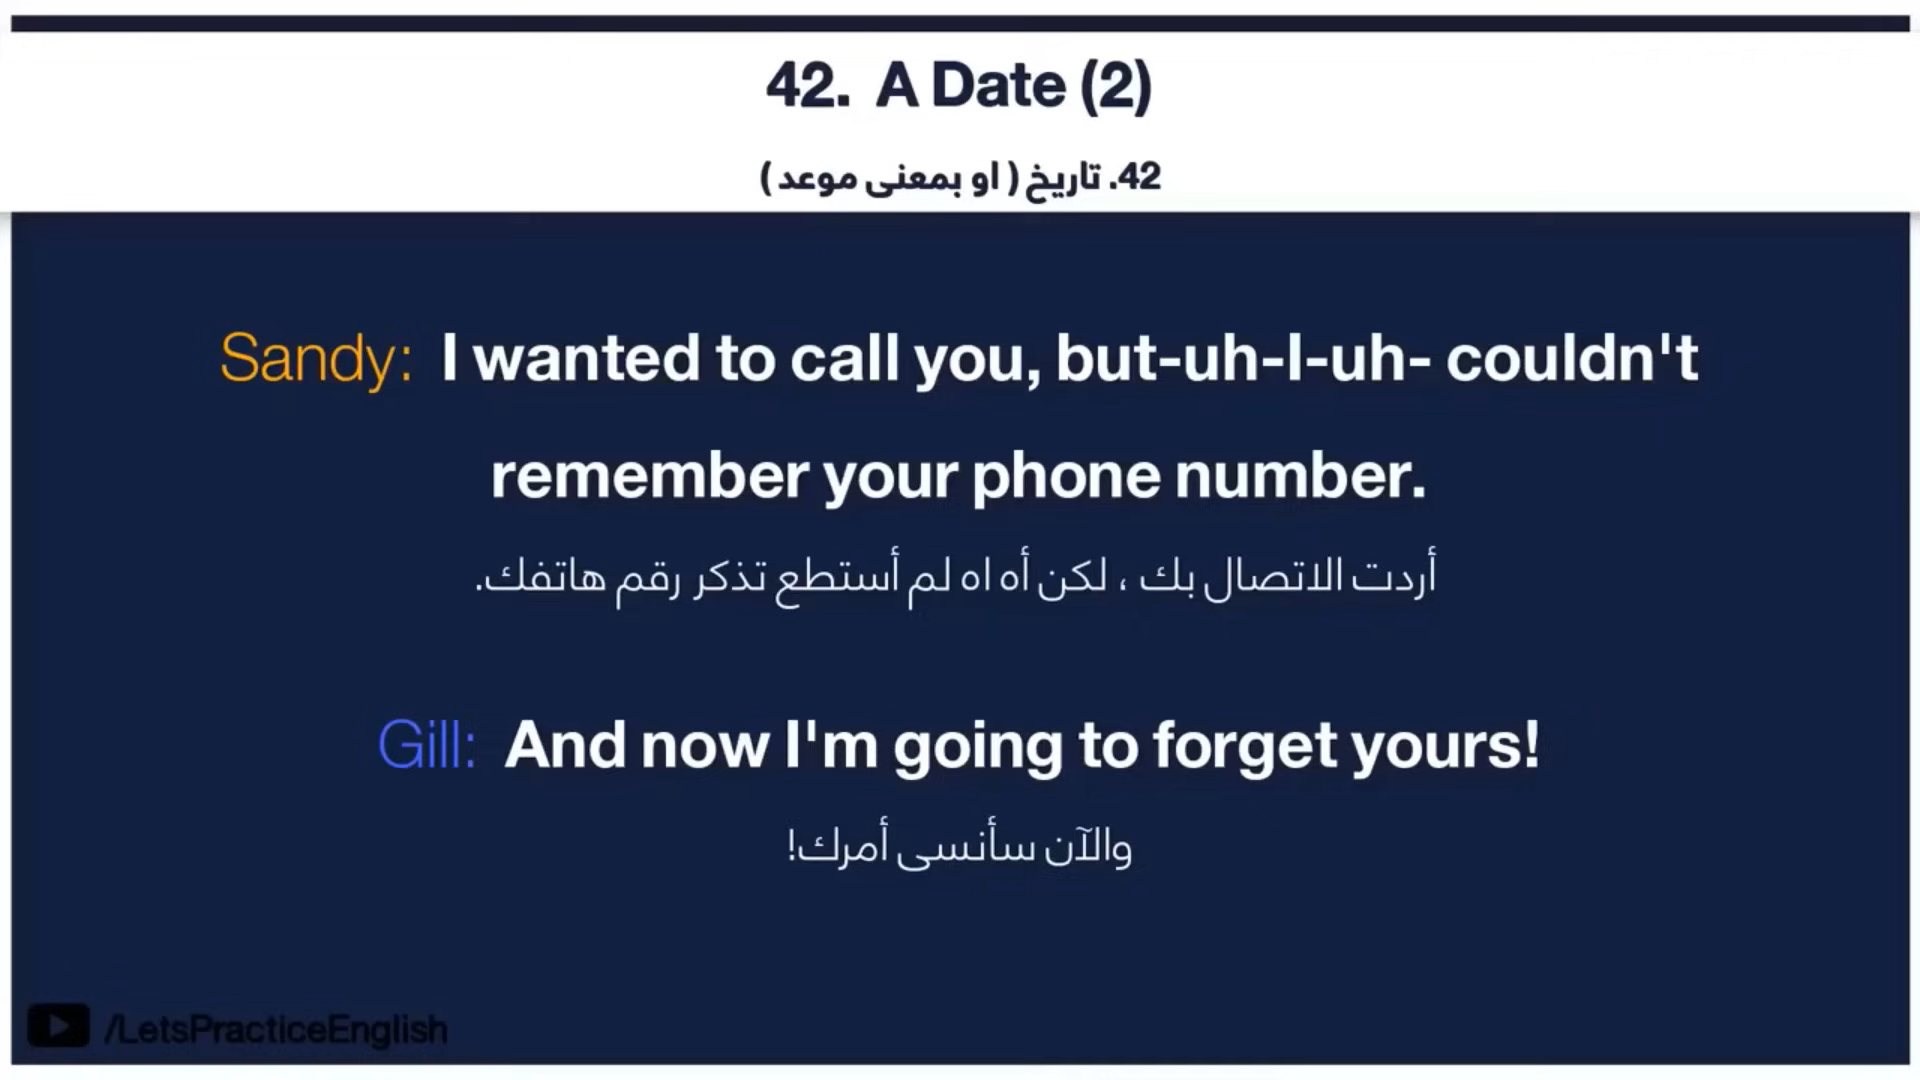 42. A Date (2)
42. تاريخ ( او بمعنى موعد )
Sandy: I wanted to call you, but-uh-I-uh- couldn't
remember your phone number.
أردت الاتصال بك ، لكن أه اه لم أستطع تذكر رقم هاتفك.
Gill: And now I'm going to forget yours!
والآن سأنسى أمرك!
/LetsPracticeEnglish